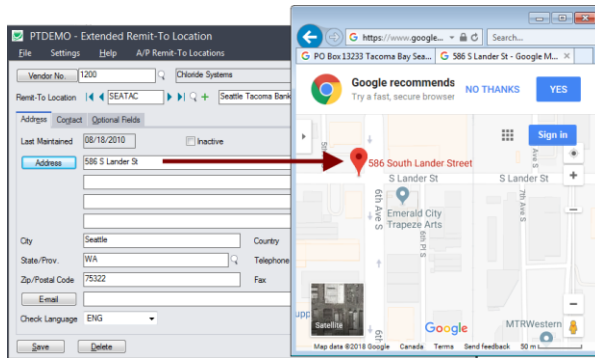 PTDEMO - Extended Remit-To Location
File Settings Help A/P Remit-To Locations
Vendor No. 1200 Chloride Systems
Remit-To Location SEATAC Seattle Tacoma Bank
Address Contact Optional Fields
Last Maintained 08/18/2010 Inactive
Address 586 S Lander St
City Seattle Country
State/Prov. WA Telephone
Zip/Postal Code 75322 Fax
E-mail
Check Language ENG
Save Delete
https://www.google... Search...
PO Box 13233 Tacoma Bay Sea... 586 S Lander St - Google M...
Google recommends
Try a fast, secure browser
NO THANKS YES
Sign in
586 South Lander Street
S Lander St S Lander St
6th Ave S
Emerald City
Trapeze Arts
6th Pl S
7th Ave S
Ave S
Satellite
Google
MTRWestern
6th
Map data ©2018 Google Canada Terms Send feedback 50 m